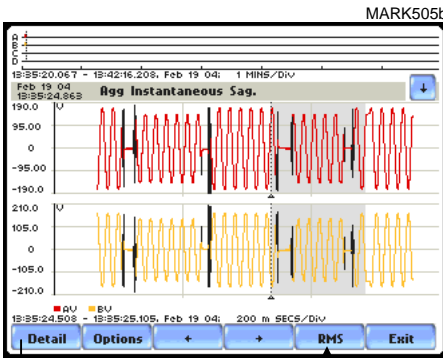 MARK505b
A
B
C
D
13:35:20.067 - 13:42:16.208, Feb 19 04: 1 MINS/Div
Feb 19 04
13:35:24.863
Agg Instantaneous Sag.
190.0 V
95.00
0
-95.00
-190.0
210.0 V
105.0
0
-105.0
-210.0
AV BV
13:35:24.508 - 13:35:25.105, Feb 19 04: 200 m SECS/Div
Detail Options ← → RMS Exit